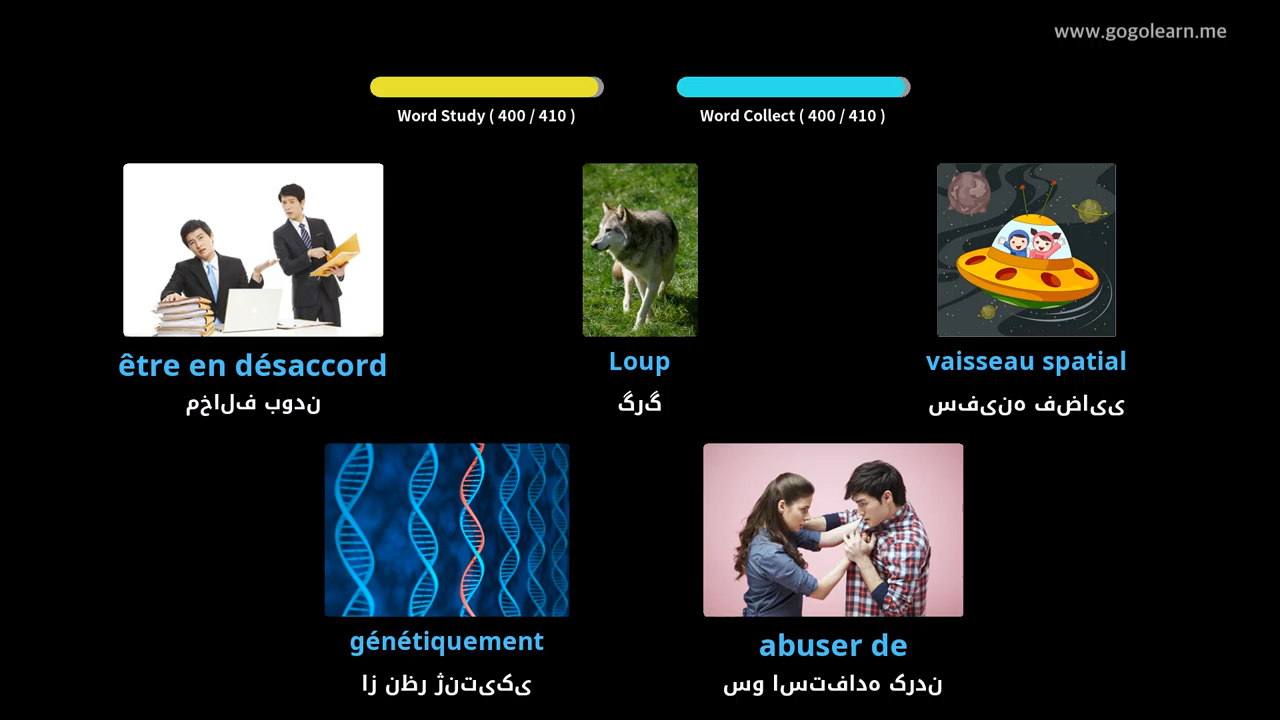 www.gogolearn.me
Word Study ( 400 / 410 )
Word Collect ( 400 / 410 )
être en désaccord
مخالف بودن
Loup
گرگ
vaisseau spatial
سفینه فضایی
génétiquement
از نظر ژنتیکی
abuser de
سو استفاده کردن